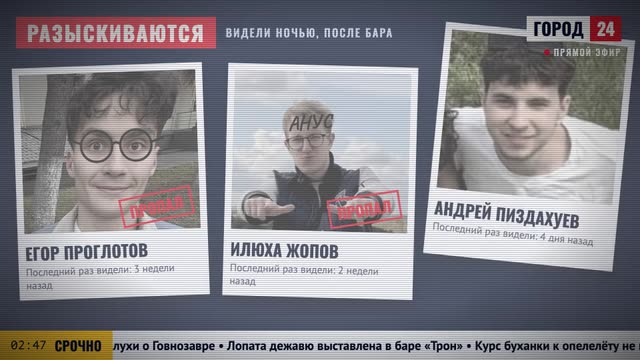 РАЗЫСКИВАЮТСЯ
ВИДЕЛИ НОЧЬЮ, ПОСЛЕ БАРА
ГОРОД 24
ПРЯМОЙ ЭФИР
АНУС
ПРОПАЛ
ПРОПАЛ
ЕГОР ПРОГЛОТОВ
Последний раз видели: 3 недели
назад
ИЛЮХА ЖОПОВ
Последний раз видели: 2 недели
назад
АНДРЕЙ ПИЗДАХУЕВ
Последний раз видели: 4 дня назад
02:47 СРОЧНО лухи о Говнозавре • Лопата дежавю выставлена в баре «Трон» • Курс буханки к опелелёту не